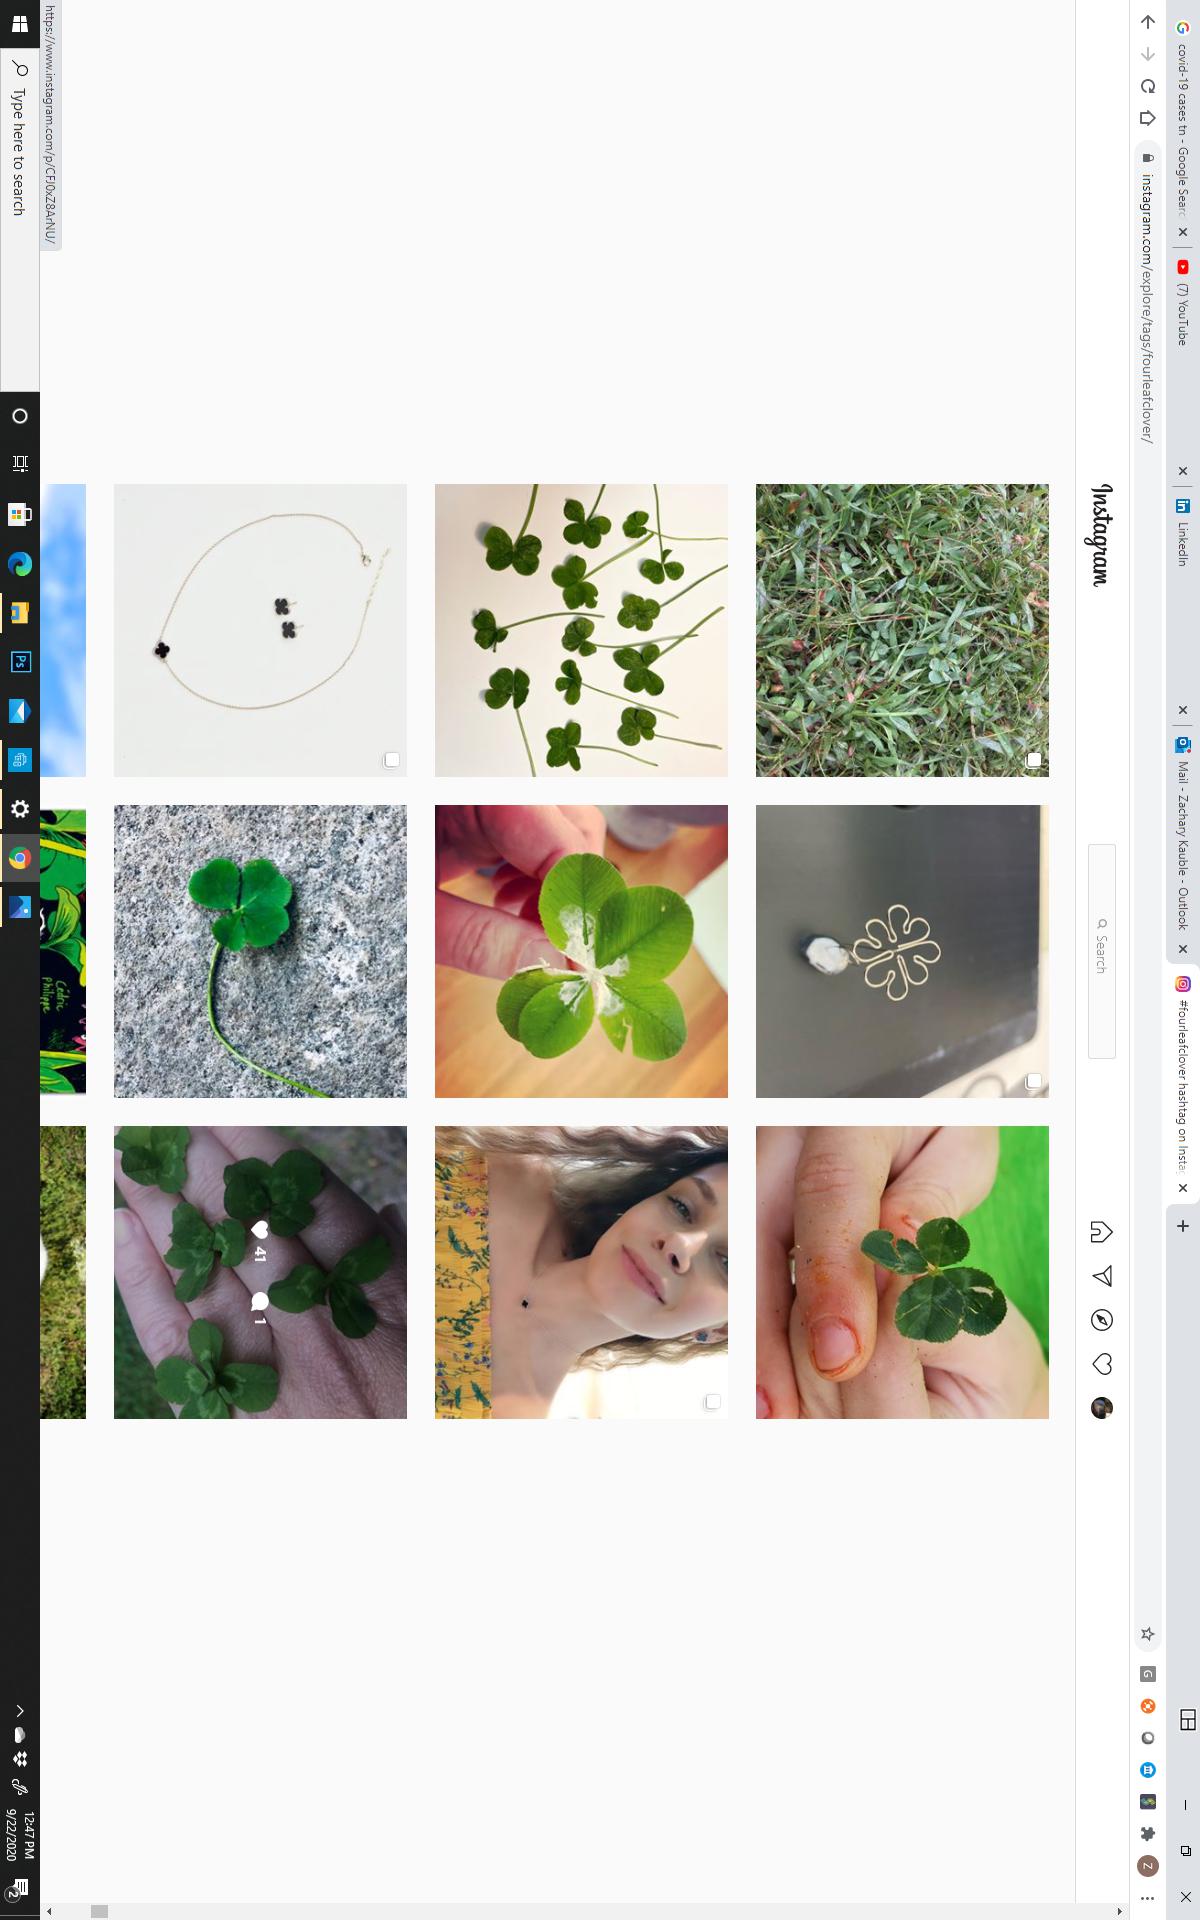 covid-19 cases tn - Google Searc
(7) YouTube
LinkedIn
Mail - Zachary Kauble - Outlook
#fourleafclover hashtag on Insta
instagram.com/explore/tags/fourleafclover/
G
Z
Instagram
Search
41 1
Cédric
Philippe
https://www.instagram.com/p/CFJ0xZ8ArNU/
Type here to search
Ps
12:47 PM
9/22/2020
2